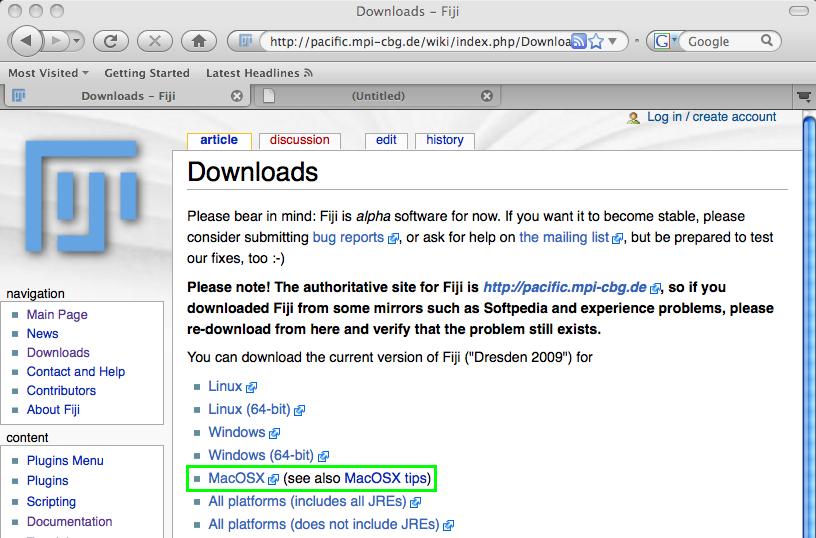 Downloads – Fiji
http://pacific.mpi-cbg.de/wiki/index.php/Downloa
Google
Most Visited
Getting Started
Latest Headlines
Downloads – Fiji
(Untitled)
Log in / create account
article
discussion
edit
history
Downloads
Please bear in mind: Fiji is alpha software for now. If you want it to become stable, please
consider submitting bug reports, or ask for help on the mailing list, but be prepared to test
our fixes, too :-)
Please note! The authoritative site for Fiji is http://pacific.mpi-cbg.de, so if you
downloaded Fiji from some mirrors such as Softpedia and experience problems, please
re-download from here and verify that the problem still exists.
You can download the current version of Fiji ("Dresden 2009") for
Linux
Linux (64-bit)
Windows
Windows (64-bit)
MacOSX (see also MacOSX tips)
All platforms (includes all JREs)
All platforms (does not include JREs)
navigation
Main Page
News
Downloads
Contact and Help
Contributors
About Fiji
content
Plugins Menu
Plugins
Scripting
Documentation